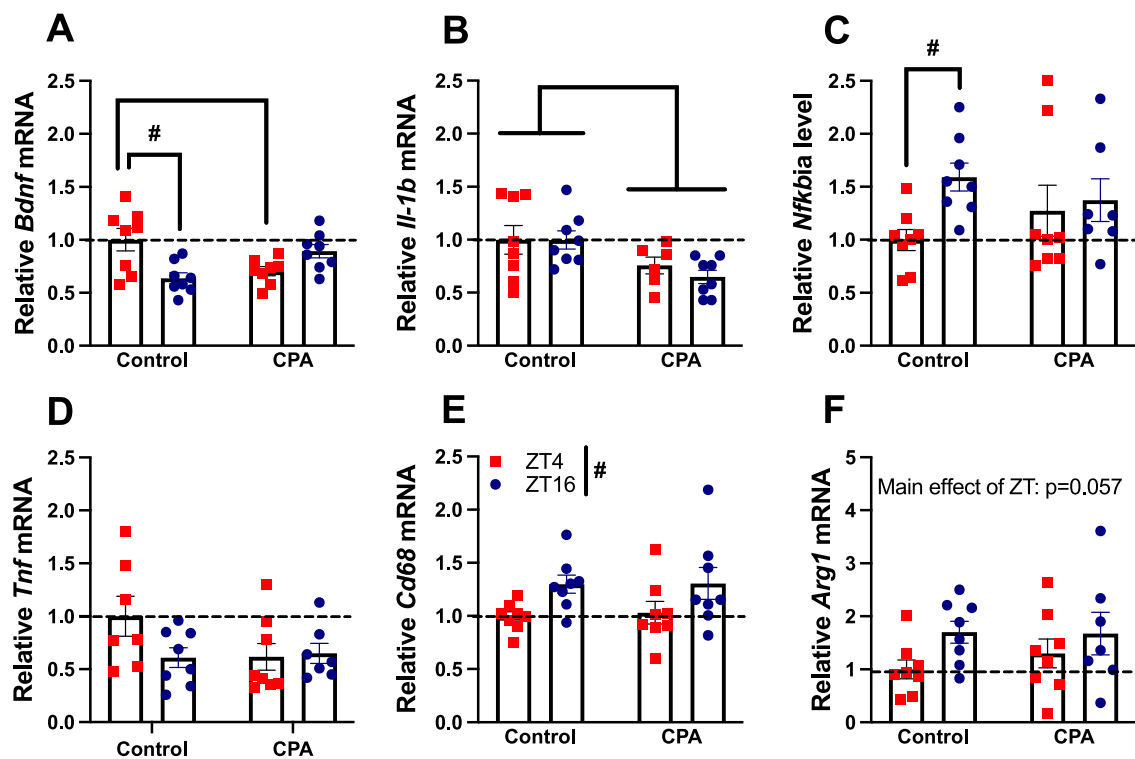 A
Relative Bdnf mRNA
2.5
2.0
1.5
1.0
0.5
0.0
#
Control
CPA
B
Relative Il-1b mRNA
2.5
2.0
1.5
1.0
0.5
0.0
Control
CPA
C
Relative Nfkbia level
2.5
2.0
1.5
1.0
0.5
0.0
#
Control
CPA
D
Relative Tnf mRNA
2.5
2.0
1.5
1.0
0.5
0.0
Control
CPA
E
Relative Cd68 mRNA
2.5
2.0
1.5
1.0
0.5
0.0
ZT4
ZT16
#
Control
CPA
F
Relative Arg1 mRNA
5
4
3
2
1
0
Main effect of ZT: p=0.057
Control
CPA